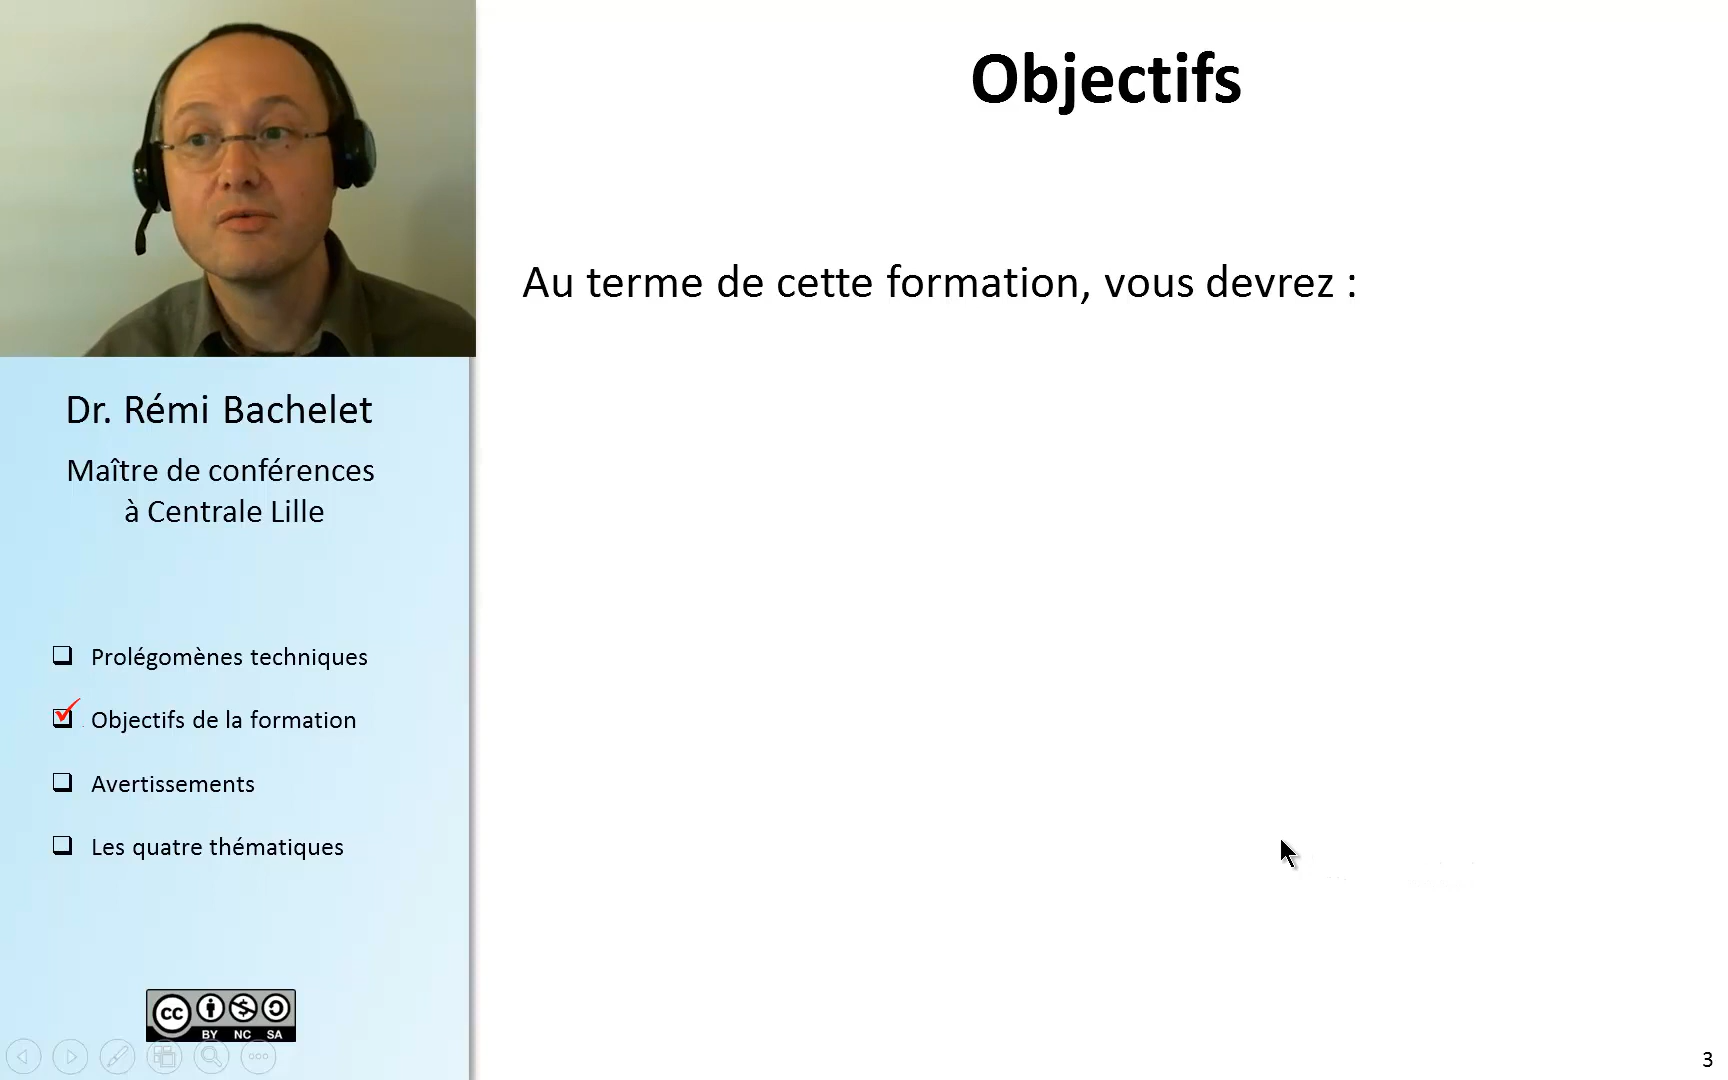 Objectifs
Au terme de cette formation, vous devrez :
Dr. Rémi Bachelet
Maître de conférences
à Centrale Lille
Prolégomènes techniques
Objectifs de la formation
Avertissements
Les quatre thématiques
cc
BY NC SA
3